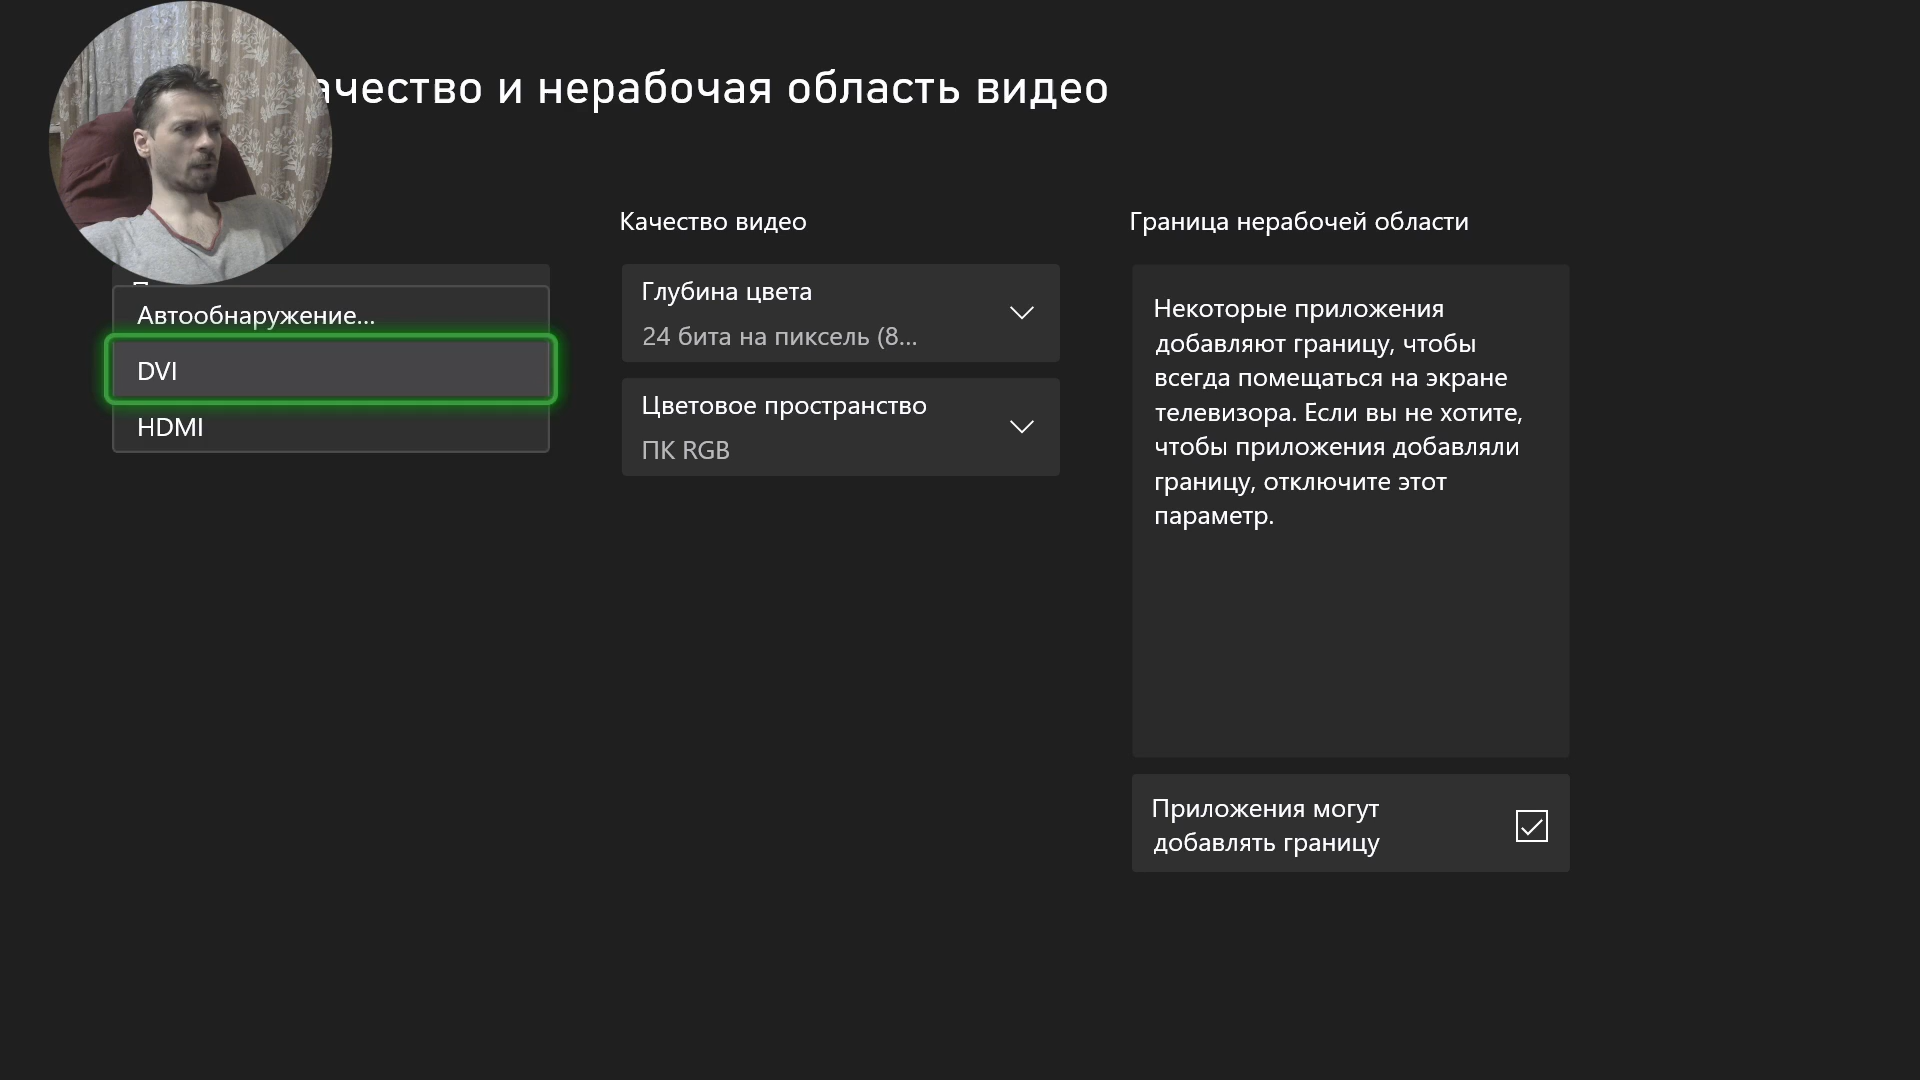 и нерабочая область видео
Автообнаружение...
DVI
HDMI
Качество видео
Глубина цвета
24 бита на пиксель (8...
Цветовое пространство
ПК RGB
Граница нерабочей области
Некоторые приложения
добавляют границу, чтобы
всегда помещаться на экране
телевизора. Если вы не хотите,
чтобы приложения добавляли
границу, отключите этот
параметр.
Приложения могут
добавлять границу